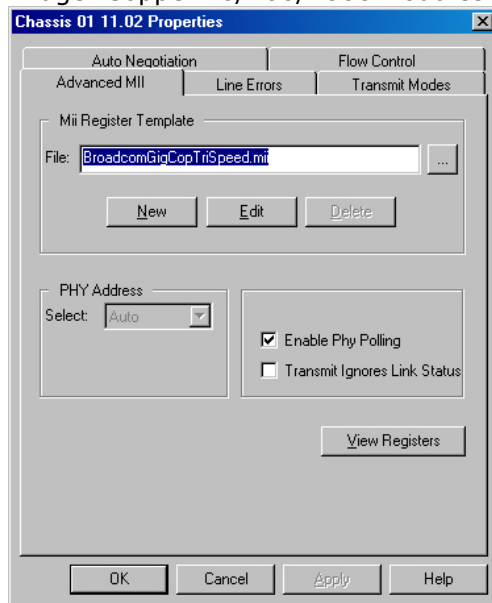 Chassis 01 11.02 Properties
Auto Negotiation Flow Control
Advanced MII Line Errors Transmit Modes
Mii Register Template
File: BroadcomGigCopTriSpeed.mii ...
New Edit Delete
PHY Address
Select: Auto
Enable Phy Polling
Transmit Ignores Link Status
View Registers
OK Cancel Apply Help